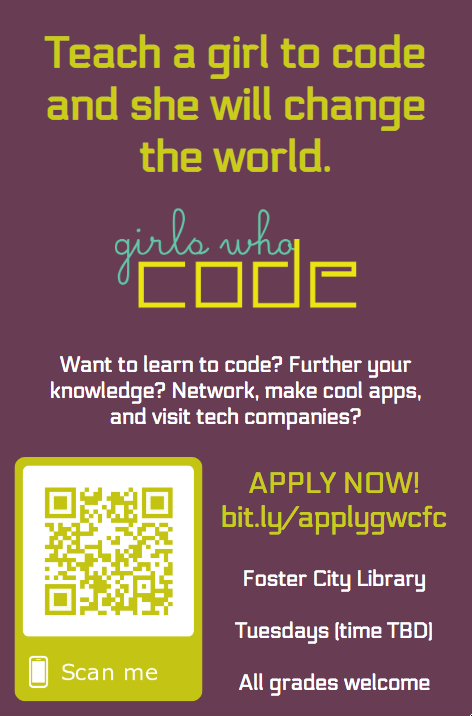 Teach a girl to code
and she will change
the world.
girls who
code
Want to learn to code? Further your
knowledge? Network, make cool apps,
and visit tech companies?
APPLY NOW!
bit.ly/applygwcfc
Foster City Library
Tuesdays (time TBD)
All grades welcome
Scan me